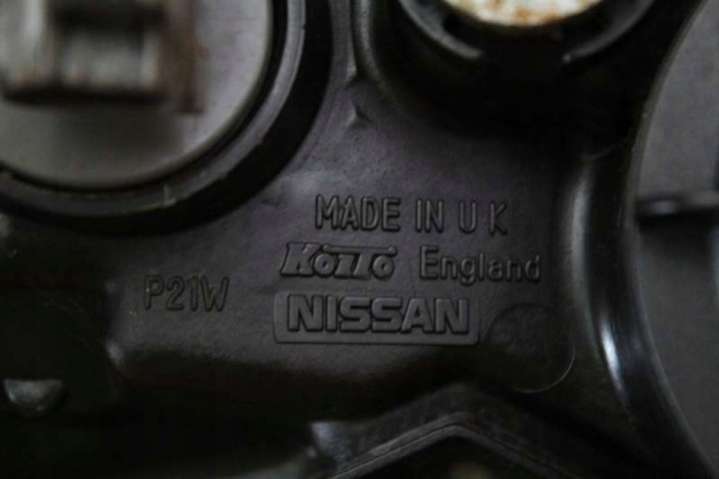 MADE IN U K
KOITO England
P21W
NISSAN